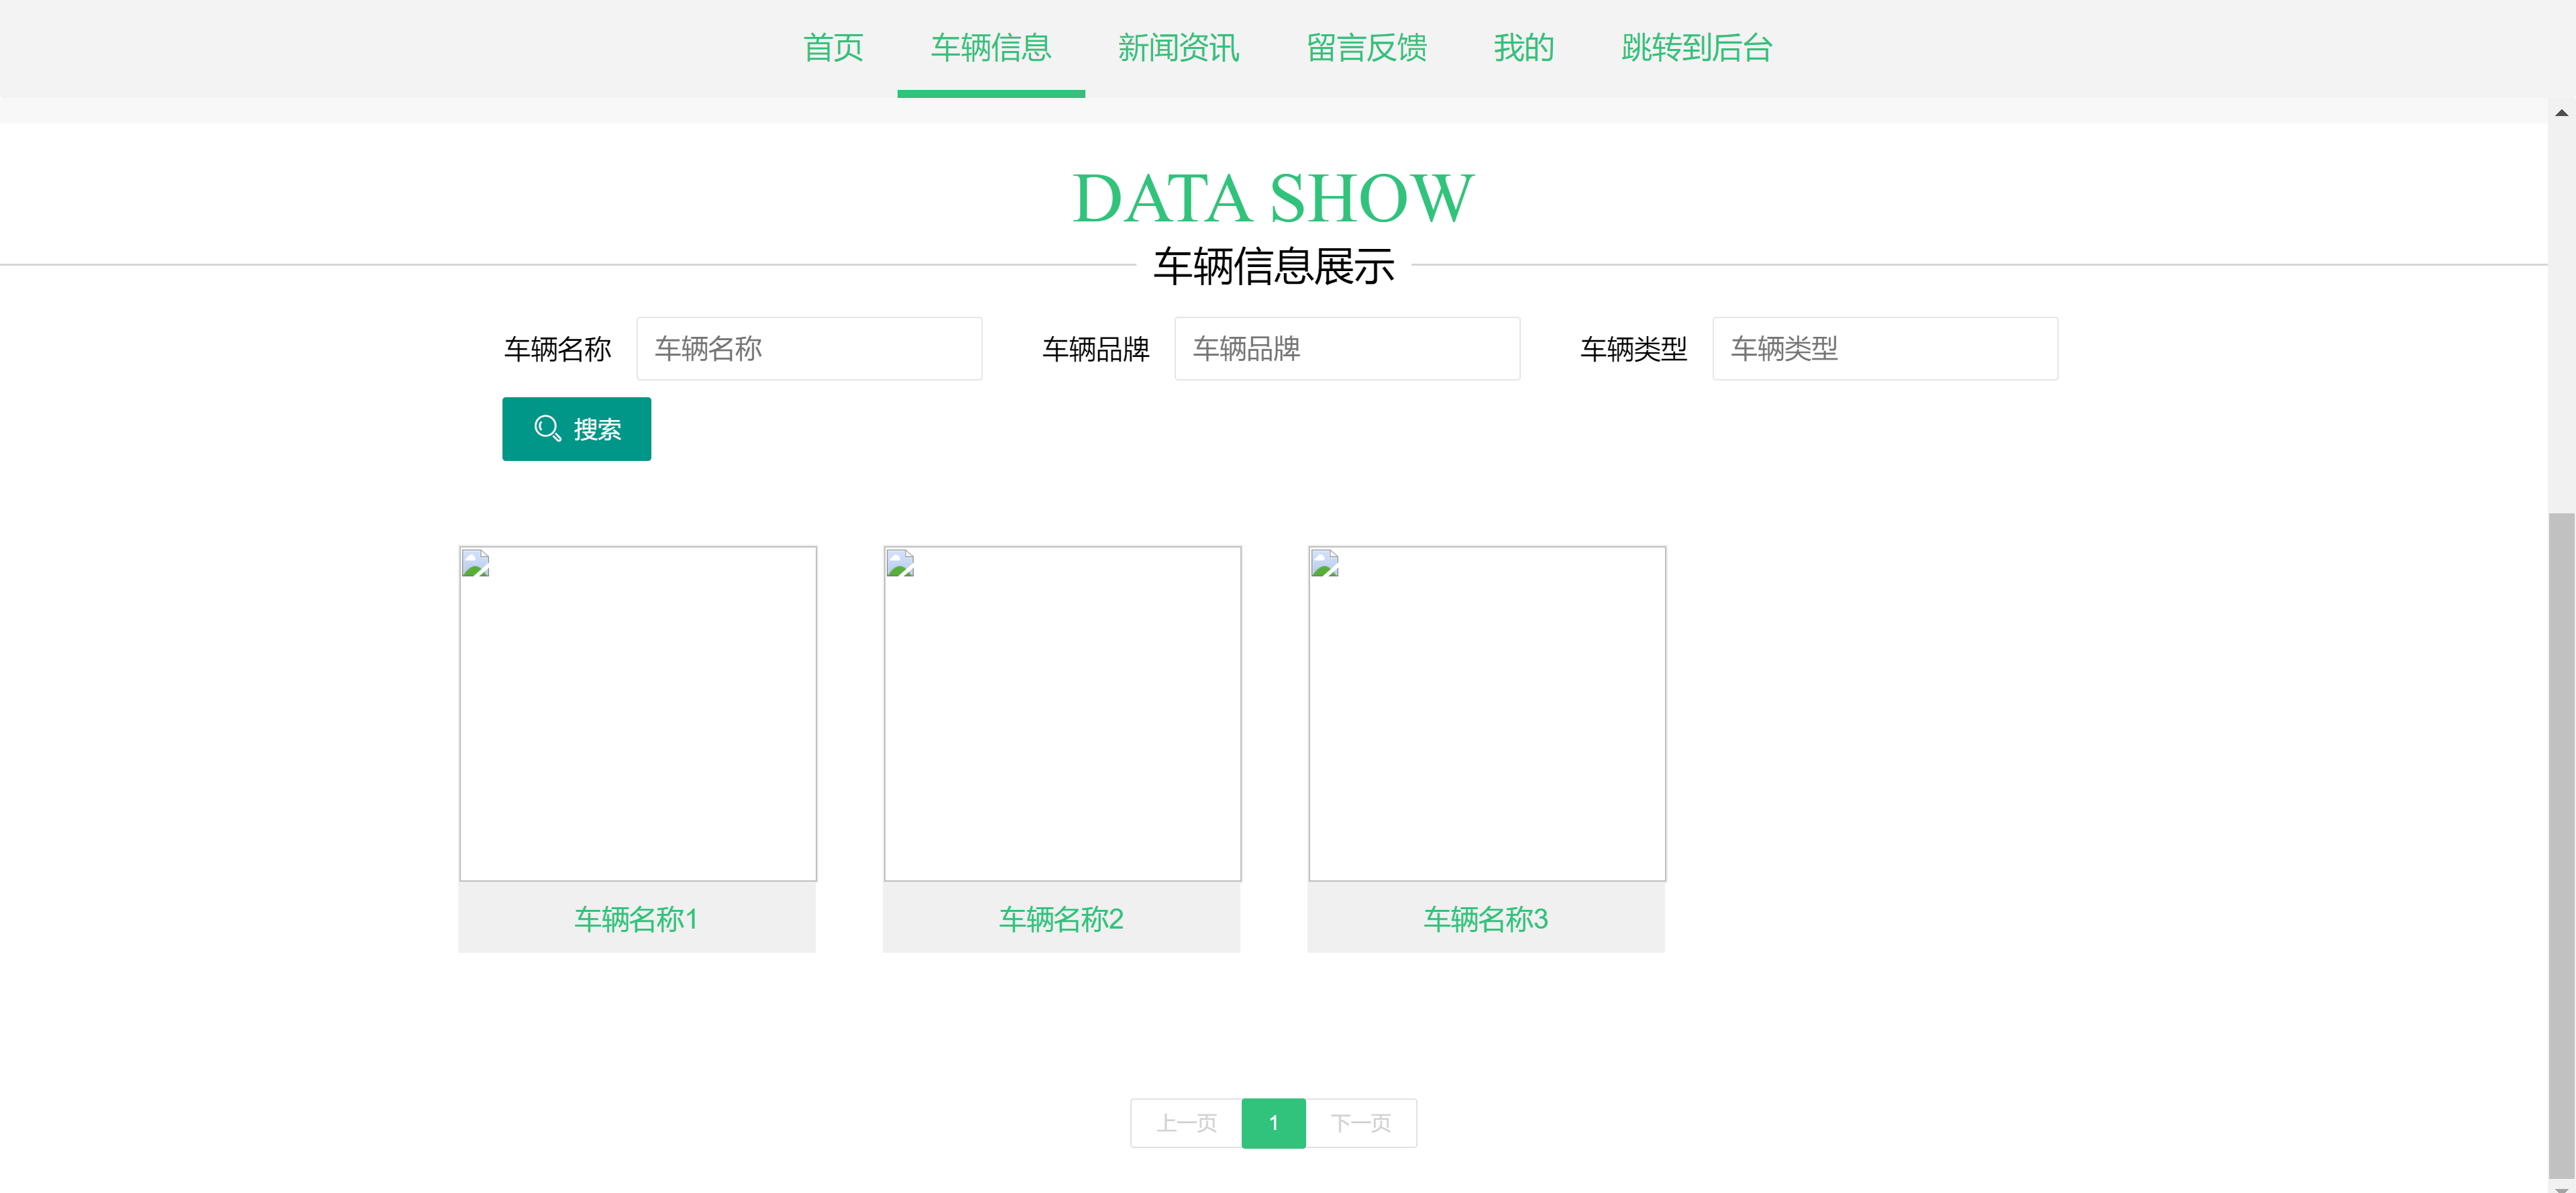 首页 车辆信息 新闻资讯 留言反馈 我的 跳转到后台
DATA SHOW
车辆信息展示
车辆名称 车辆名称 车辆品牌 车辆品牌 车辆类型 车辆类型
搜索
车辆名称1 车辆名称2 车辆名称3
上一页 1 下一页